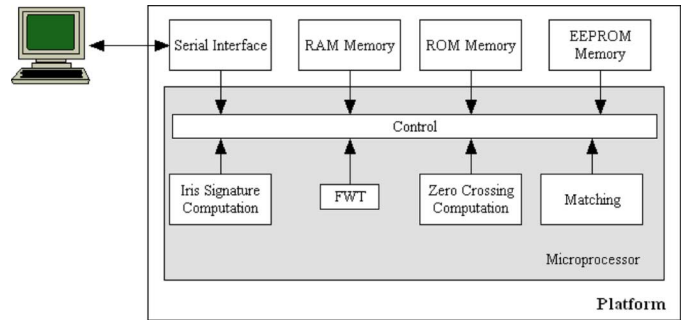 Serial Interface
RAM Memory
ROM Memory
EEPROM
Memory
Control
Iris Signature
Computation
FWT
Zero Crossing
Computation
Matching
Microprocessor
Platform